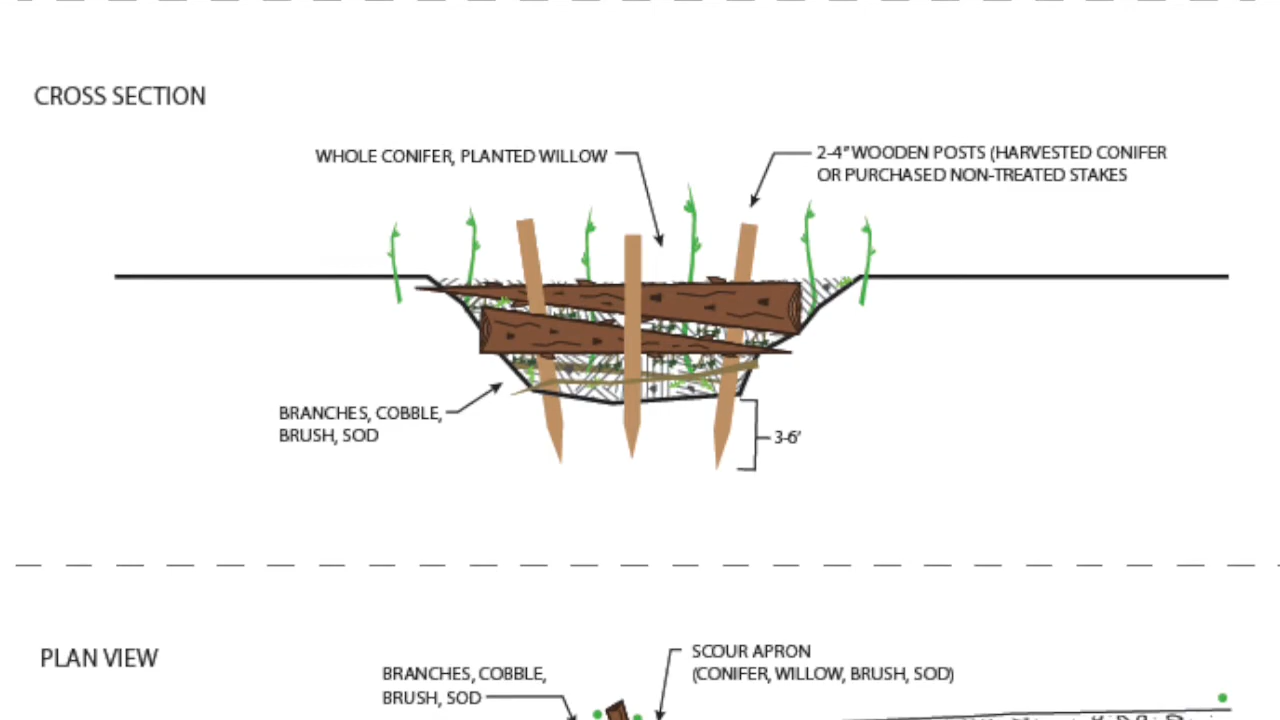 CROSS SECTION
WHOLE CONIFER, PLANTED WILLOW
2-4" WOODEN POSTS (HARVESTED CONIFER
OR PURCHASED NON-TREATED STAKES
BRANCHES, COBBLE,
BRUSH, SOD
3-6'
PLAN VIEW
BRANCHES, COBBLE,
BRUSH, SOD
SCOUR APRON
(CONIFER, WILLOW, BRUSH, SOD)